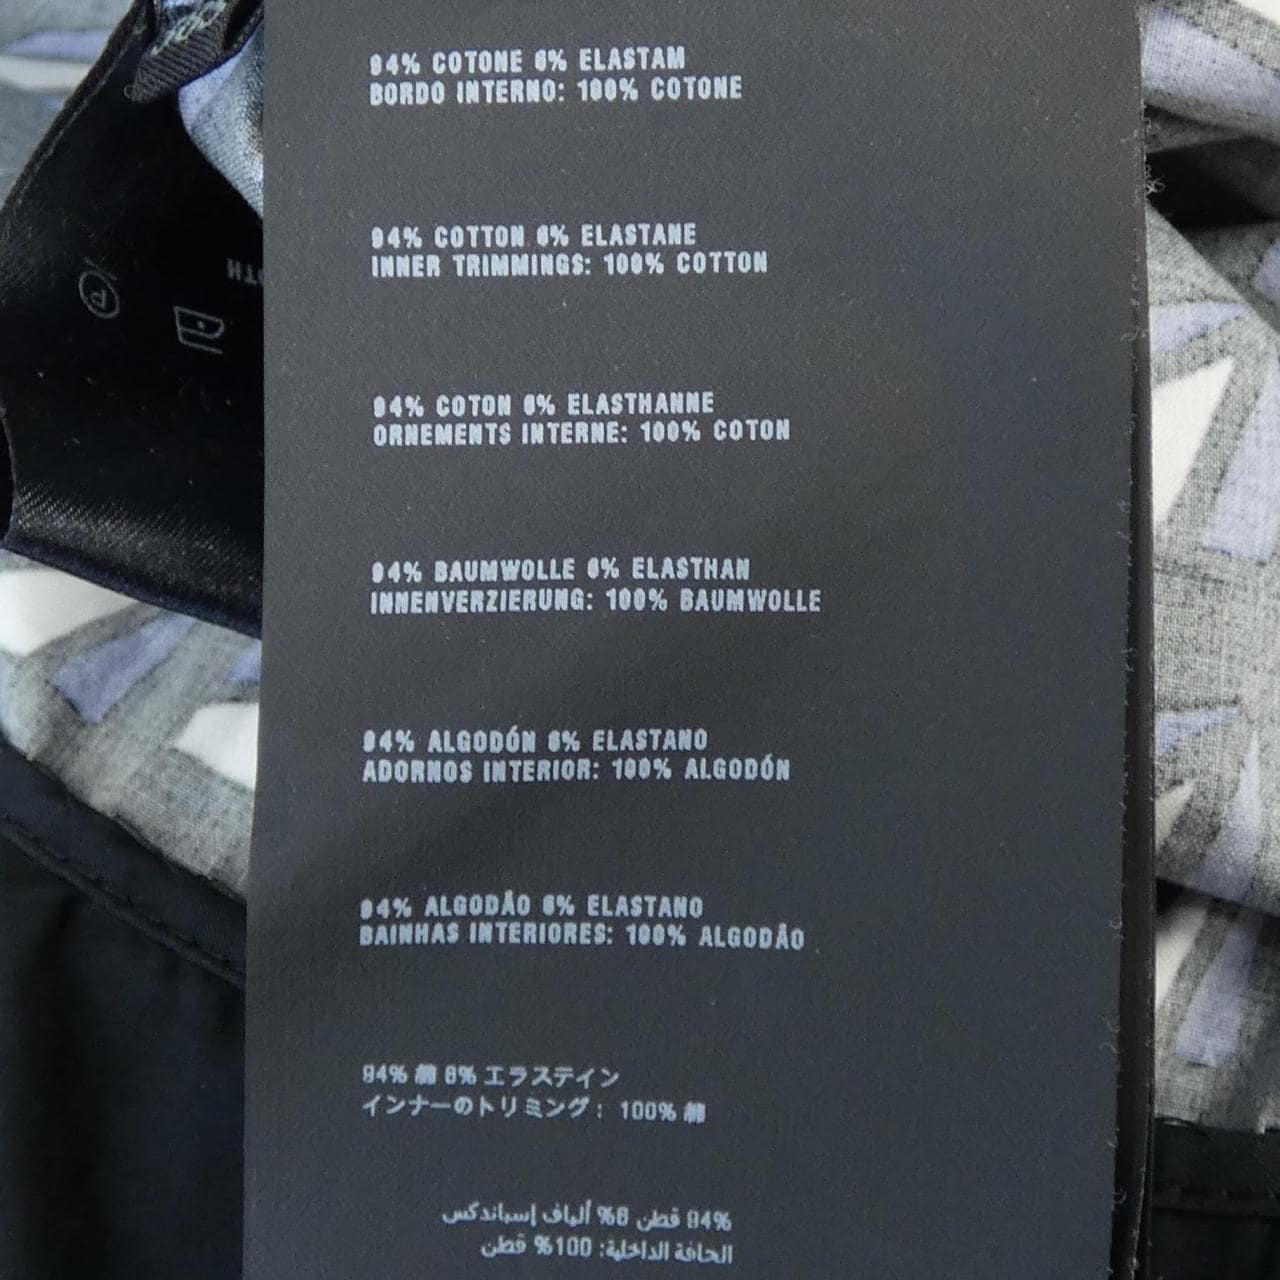 94% COTONE 6% ELASTAM
BORDO INTERNO: 100% COTONE
94% COTTON 6% ELASTANE
INNER TRIMMINGS: 100% COTTON
94% COTON 6% ELASTHANNE
ORNEMENTS INTERNE: 100% COTON
94% BAUMWOLLE 6% ELASTHAN
INNENVERZIERUNG: 100% BAUMWOLLE
94% ALGODÓN 6% ELASTANO
ADORNOS INTERIOR: 100% ALGODÓN
94% ALGODÃO 6% ELASTANO
BAINHAS INTERIORES: 100% ALGODÃO
94% 綿 6% エラステイン
インナーのトリミング: 100% 綿
94% قطن 6% ألياف إسباندكس
الحافة الداخلية: 100% قطن